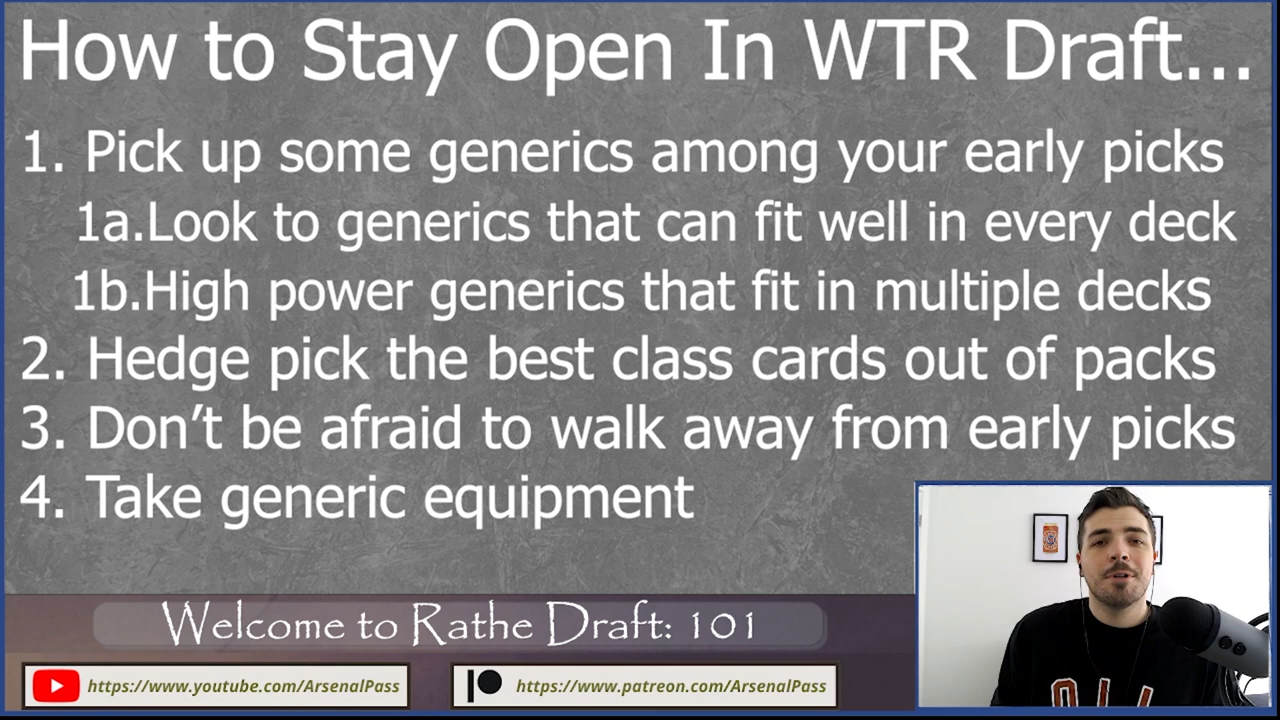 How to Stay Open In WTR Draft...
1. Pick up some generics among your early picks
1a.Look to generics that can fit well in every deck
1b.High power generics that fit in multiple decks
2. Hedge pick the best class cards out of packs
3. Don’t be afraid to walk away from early picks
4. Take generic equipment
Welcome to Rathe Draft: 101
https://www.youtube.com/ArsenalPass
https://www.patreon.com/ArsenalPass